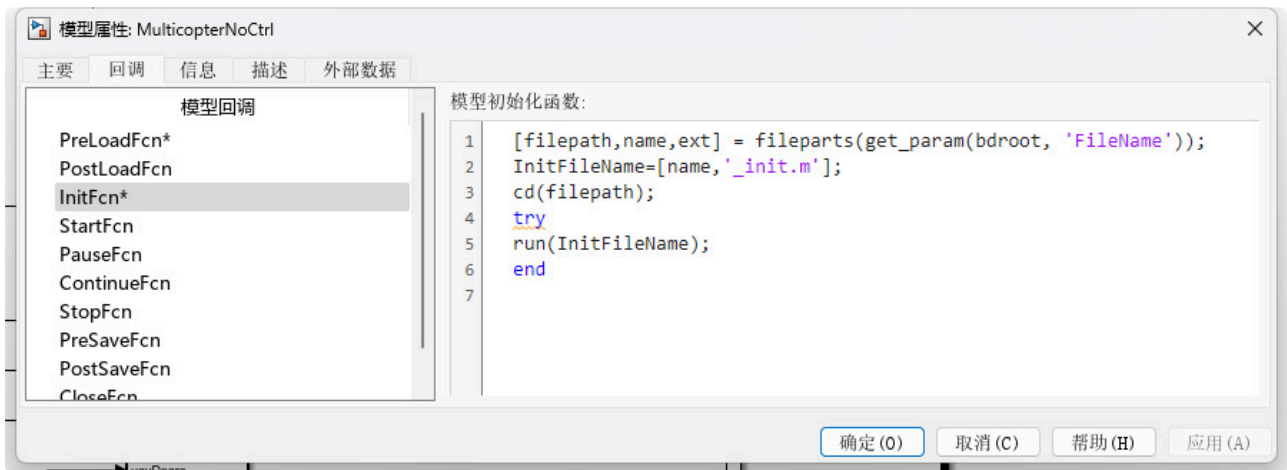 模型属性: MulticopterNoCtrl
主要 回调 信息 描述 外部数据
模型回调
PreLoadFcn*
PostLoadFcn
InitFcn*
StartFcn
PauseFcn
ContinueFcn
StopFcn
PreSaveFcn
PostSaveFcn
CloseFcn
模型初始化函数:
1 [filepath,name,ext] = fileparts(get_param(bdroot, 'FileName'));
2 InitFileName=[name,'_init.m'];
3 cd(filepath);
4 try
5 run(InitFileName);
6 end
7
确定(O) 取消(C) 帮助(H) 应用(A)